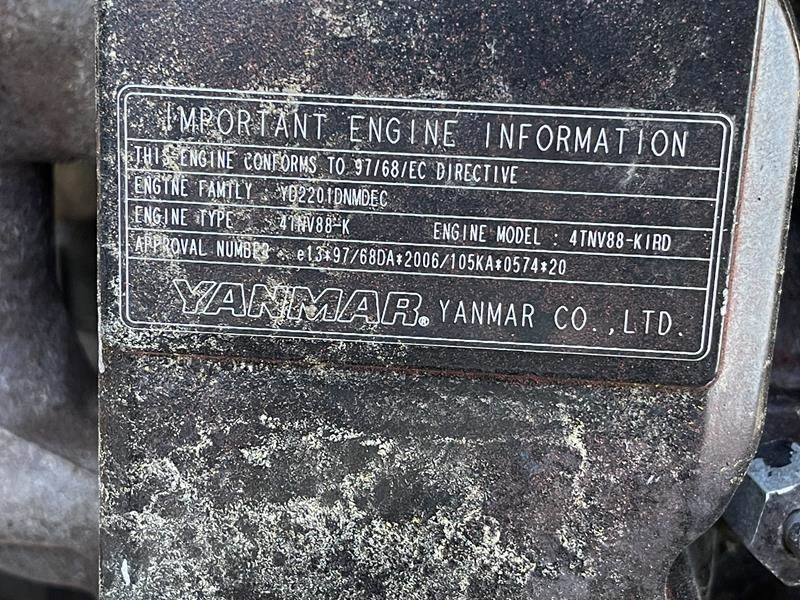 IMPORTANT ENGINE INFORMATION
THIS ENGINE CONFORMS TO 97/68/EC DIRECTIVE
ENGINE FAMILY : YD2201DNMDEC
ENGINE TYPE : 4TNV88-K ENGINE MODEL : 4TNV88-KIRD
APPROVAL NUMBER : e13*97/68DA*2006/105KA*0574*20
YANMAR® YANMAR CO.,LTD.